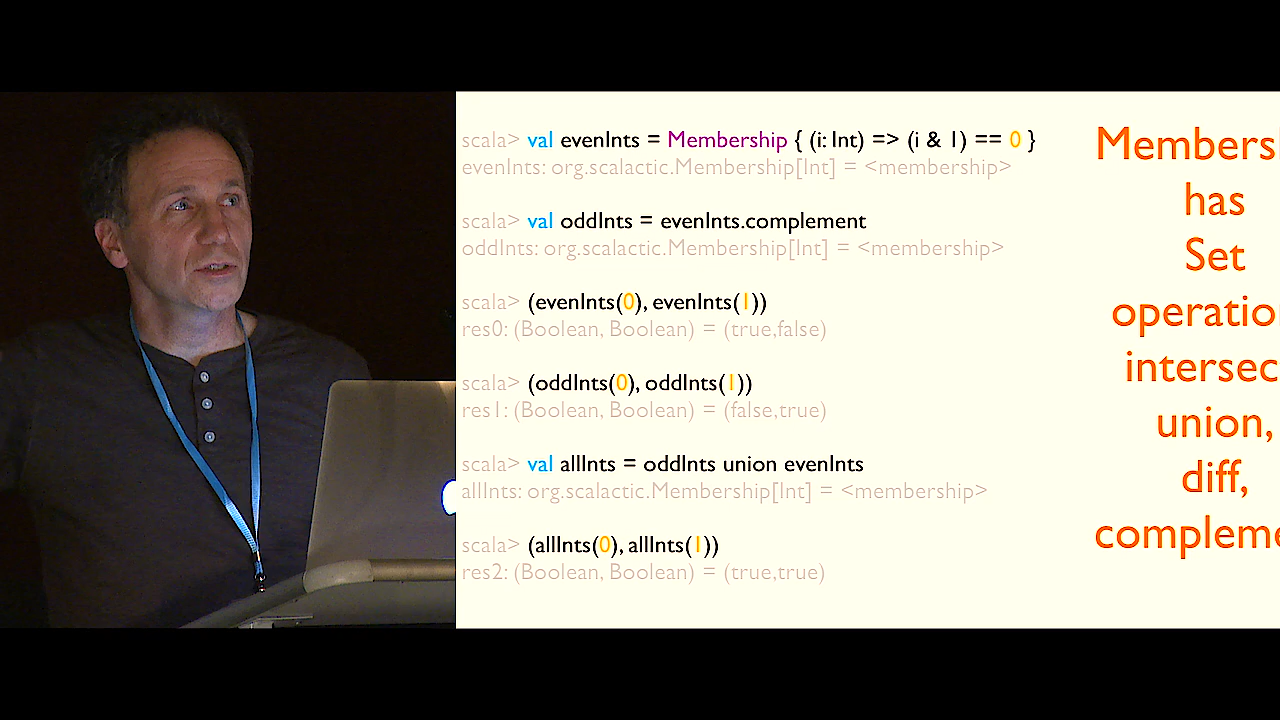 scala> val evenInts = Membership { (i: Int) => (i & 1) == 0 }
evenInts: org.scalactic.Membership[Int] = <membership>
scala> val oddInts = evenInts.complement
oddInts: org.scalactic.Membership[Int] = <membership>
scala> (evenInts(0), evenInts(1))
res0: (Boolean, Boolean) = (true,false)
scala> (oddInts(0), oddInts(1))
res1: (Boolean, Boolean) = (false,true)
scala> val allInts = oddInts union evenInts
allInts: org.scalactic.Membership[Int] = <membership>
scala> (allInts(0), allInts(1))
res2: (Boolean, Boolean) = (true,true)
has
Set
union,
diff,